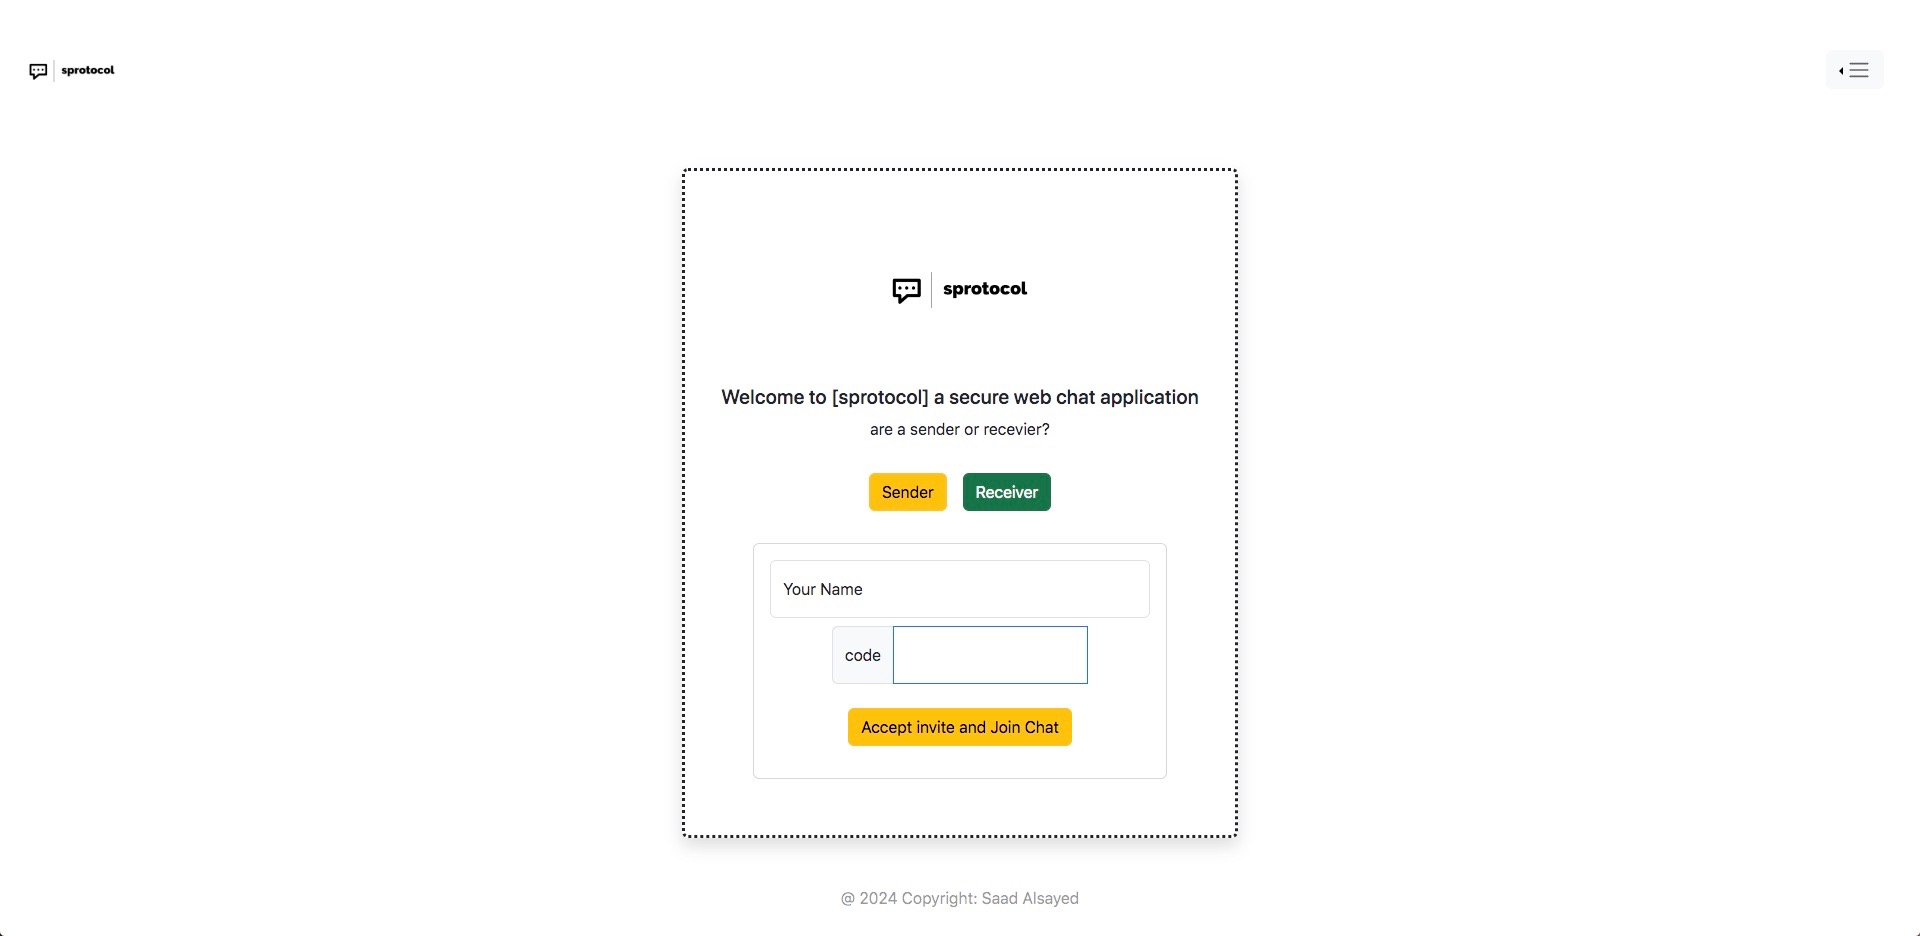 sprotocol
sprotocol
Welcome to [sprotocol] a secure web chat application
are a sender or recevier?
Sender Receiver
Your Name
code
Accept invite and Join Chat
@ 2024 Copyright: Saad Alsayed